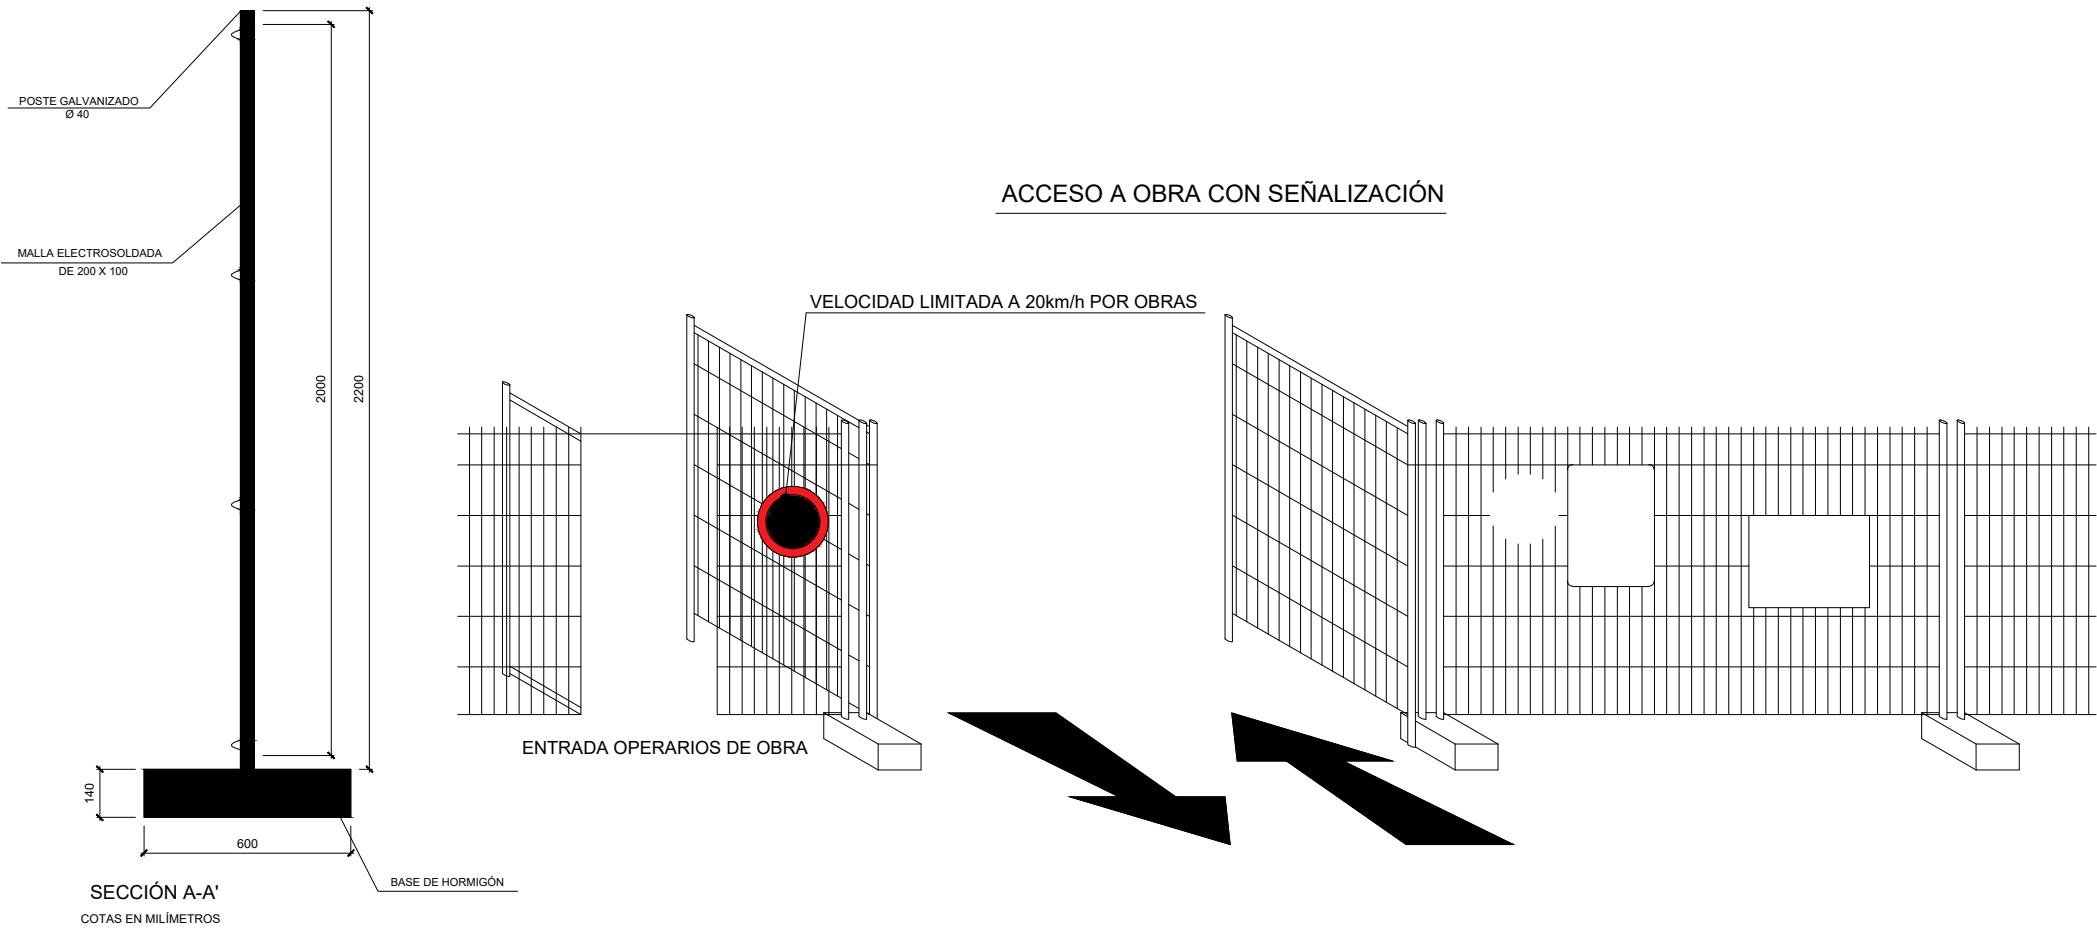 POSTE GALVANIZADO
Ø 40
MALLA ELECTROSOLDADA
DE 200 X 100
2000
2200
140
600
BASE DE HORMIGÓN
SECCIÓN A-A'
COTAS EN MILÍMETROS
ACCESO A OBRA CON SEÑALIZACIÓN
VELOCIDAD LIMITADA A 20km/h POR OBRAS
ENTRADA OPERARIOS DE OBRA